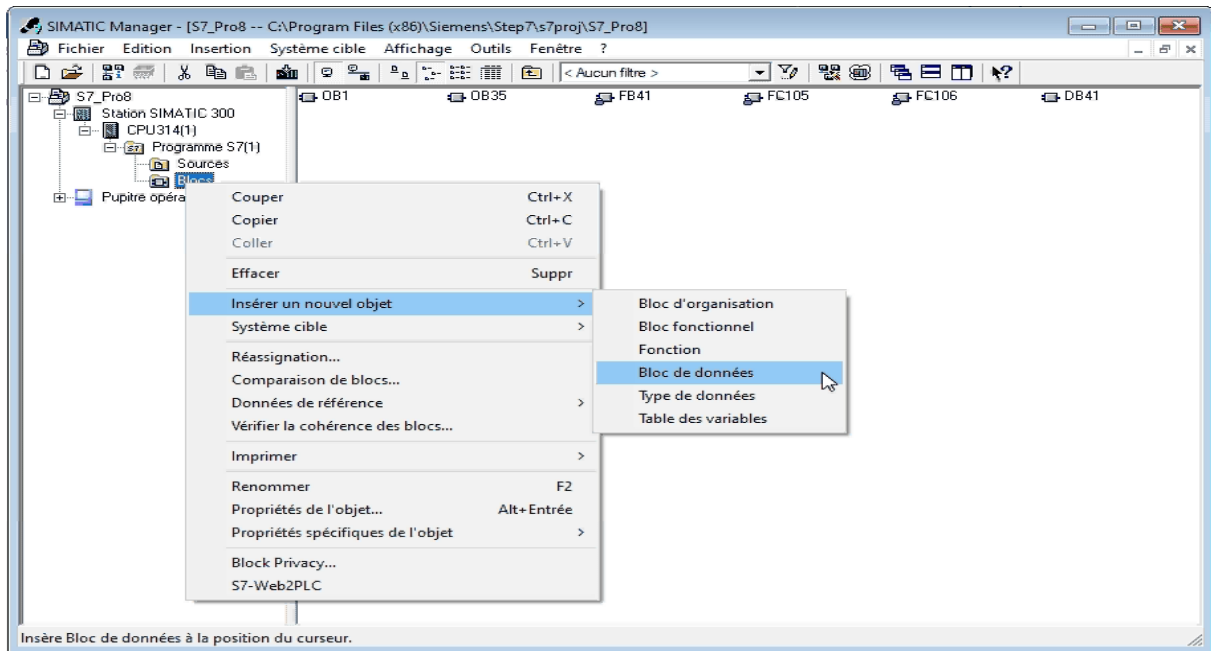 SIMATIC Manager - [S7_Pro8 -- C:\Program Files (x86)\Siemens\Step7\s7proj\S7_Pro8]
Fichier Edition Insertion Système cible Affichage Outils Fenêtre ?
< Aucun filtre >
S7_Pro8
Station SIMATIC 300
CPU314(1)
Programme S7(1)
Sources
Blocs
Pupitre opéra
OB1 OB35 FB41 FC105 FC106 DB41
Couper Ctrl+X
Copier Ctrl+C
Coller Ctrl+V
Effacer Suppr
Insérer un nouvel objet >
Système cible >
Réassignation...
Comparaison de blocs...
Données de référence >
Vérifier la cohérence des blocs...
Imprimer >
Renommer F2
Propriétés de l'objet... Alt+Entrée
Propriétés spécifiques de l'objet >
Block Privacy...
S7-Web2PLC
Bloc d'organisation
Bloc fonctionnel
Fonction
Bloc de données
Type de données
Table des variables
Insère Bloc de données à la position du curseur.